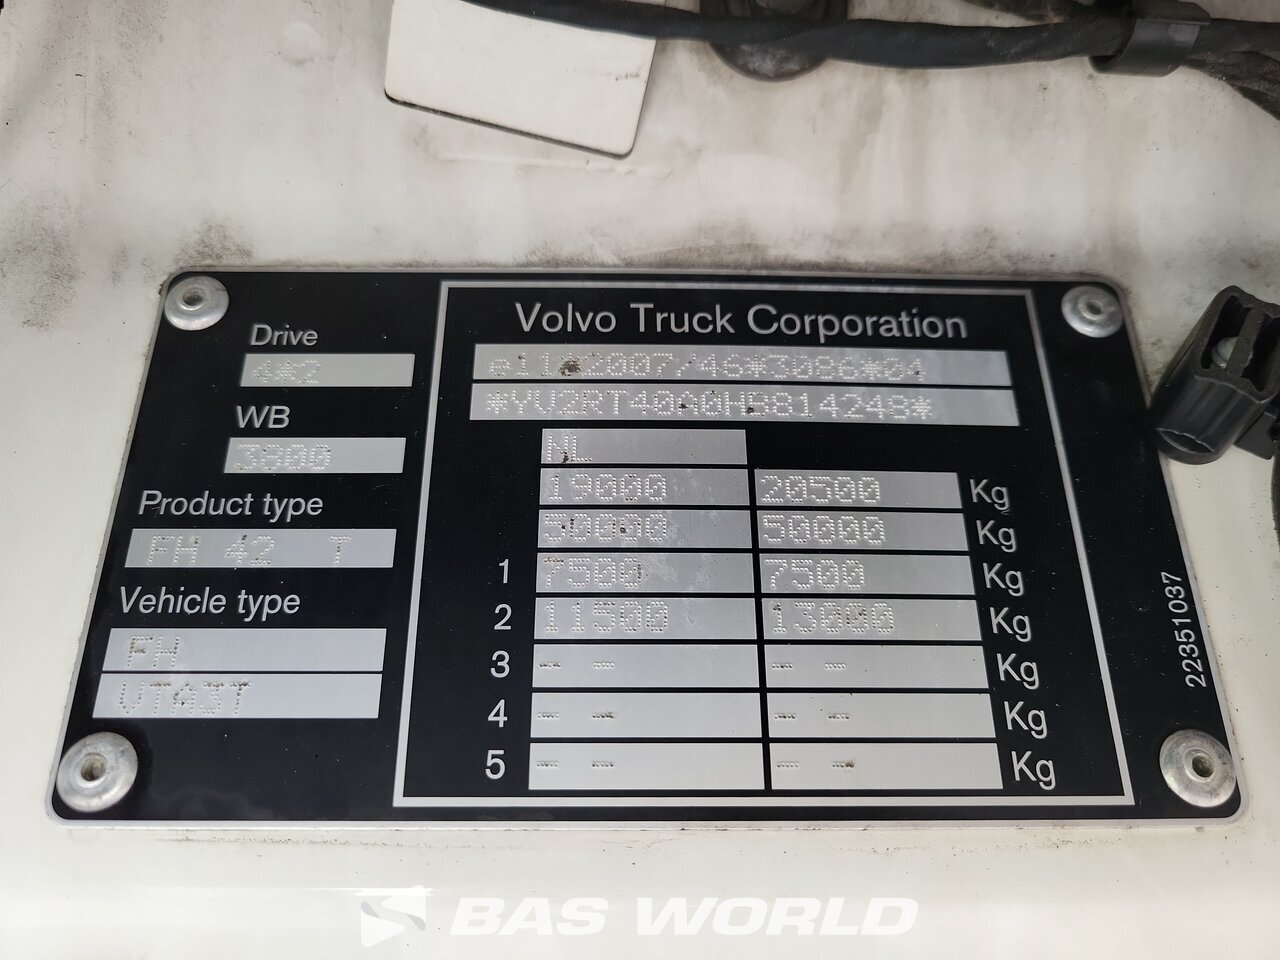 Volvo Truck Corporation
e11*2007/46*3086*04
*YV2RT40A0HB814248*
Drive
4*2
WB
3800
Product type
FH 42 T
Vehicle type
FH
VTA3T
NL
19000 20500 Kg
50000 50000 Kg
1 7500 7500 Kg
2 11500 13000 Kg
3 -- -- -- -- Kg
4 -- -- -- -- Kg
5 -- -- -- -- Kg
22351037
BAS WORLD